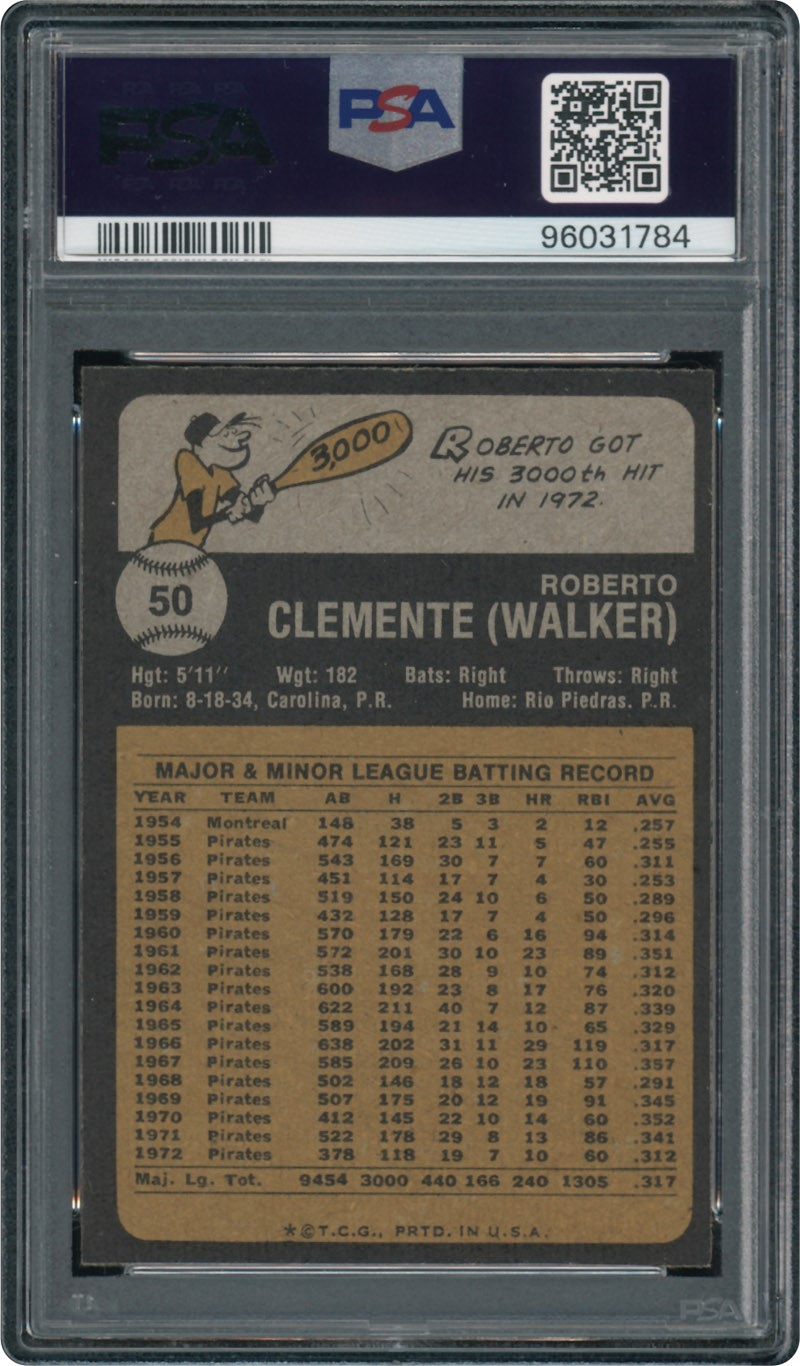 PSA
PSA
96031784
3,000
ROBERTO GOT
HIS 3000th HIT
IN 1972.
50
ROBERTO
CLEMENTE (WALKER)
Hgt: 5'11" Wgt: 182 Bats: Right Throws: Right
Born: 8-18-34, Carolina, P.R. Home: Rio Piedras. P.R.
MAJOR & MINOR LEAGUE BATTING RECORD
YEAR TEAM AB H 2B 3B HR RBI AVG
1954 Montreal 148 38 5 3 2 12 .257
1955 Pirates 474 121 23 11 5 47 .255
1956 Pirates 543 169 30 7 7 60 .311
1957 Pirates 451 114 17 7 4 30 .253
1958 Pirates 519 150 24 10 6 50 .289
1959 Pirates 432 128 17 7 4 50 .296
1960 Pirates 570 179 22 6 16 94 .314
1961 Pirates 572 201 30 10 23 89 .351
1962 Pirates 538 168 28 9 10 74 .312
1963 Pirates 600 192 23 8 17 76 .320
1964 Pirates 622 211 40 7 12 87 .339
1965 Pirates 589 194 21 14 10 65 .329
1966 Pirates 638 202 31 11 29 119 .317
1967 Pirates 585 209 26 10 23 110 .357
1968 Pirates 502 146 18 12 18 57 .291
1969 Pirates 507 175 20 12 19 91 .345
1970 Pirates 412 145 22 10 14 60 .352
1971 Pirates 522 178 29 8 13 86 .341
1972 Pirates 378 118 19 7 10 60 .312
Maj. Lg. Tot. 9454 3000 440 166 240 1305 .317
*©T.C.G., PRTD. IN U.S.A.
PSA